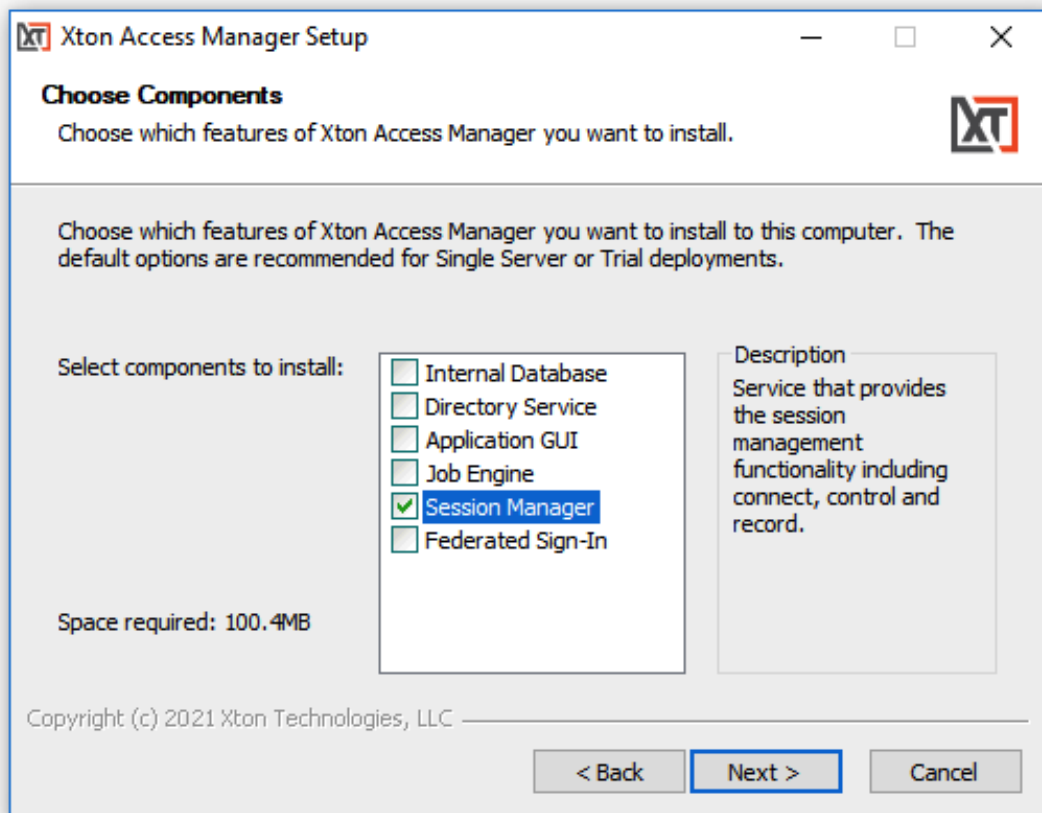 XT Xton Access Manager Setup
Choose Components
Choose which features of Xton Access Manager you want to install.
XT
Choose which features of Xton Access Manager you want to install to this computer.  The
default options are recommended for Single Server or Trial deployments.
Select components to install:
Internal Database
Directory Service
Application GUI
Job Engine
Session Manager
Federated Sign-In
Description
Service that provides
the session
management
functionality including
connect, control and
record.
Space required: 100.4MB
Copyright (c) 2021 Xton Technologies, LLC
< Back
Next >
Cancel